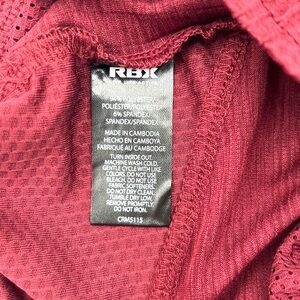 RBX
94% POLYESTER/
POLIÉSTER/POLYESTER
6% SPANDEX/
SPANDEX/SPANDEX
MADE IN CAMBODIA
HECHO EN CAMBOYA
FABRIQUÉ AU CAMBODGE
TURN INSIDE OUT.
MACHINE WASH COLD.
GENTLE CYCLE WITH LIKE
COLORS. DO NOT USE
BLEACH. DO NOT USE
FABRIC SOFTENERS.
DO NOT DRY CLEAN.
TUMBLE DRY LOW.
REMOVE PROMPTLY.
DO NOT IRON.
CRM5115